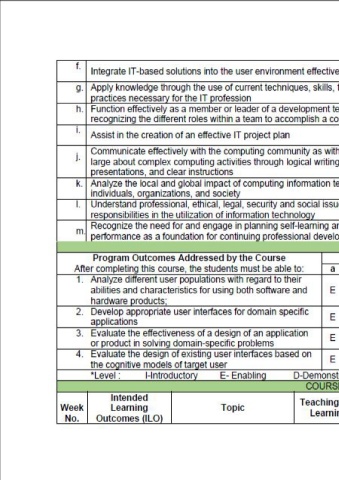 f. Integrate IT-based solutions into the user environment effective
g. Apply knowledge through the use of current techniques, skills,
practices necessary for the IT profession
h. Function effectively as a member or leader of a development te
recognizing the different roles within a team to accomplish a co
i. Assist in the creation of an effective IT project plan
j. Communicate effectively with the computing community as with
large about complex computing activities through logical writing
presentations, and clear instructions
k. Analyze the local and global impact of computing information te
individuals, organizations, and society
l. Understand professional, ethical, legal, security and social issu
responsibilities in the utilization of information technology
m. Recognize the need for and engage in planning self-learning an
performance as a foundation for continuing professional develo
Program Outcomes Addressed by the Course
After completing this course, the students must be able to: a
1. Analyze different user populations with regard to their
abilities and characteristics for using both software and
hardware products; E
2. Develop appropriate user interfaces for domain specific
applications E
3. Evaluate the effectiveness of a design of an application
or product in solving domain-specific problems E
4. Evaluate the design of existing user interfaces based on
the cognitive models of target user E
*Level : I-Introductory E- Enabling D-Demonst
COURS
Week No. Intended Learning Outcomes (ILO) Topic Teaching Learnin